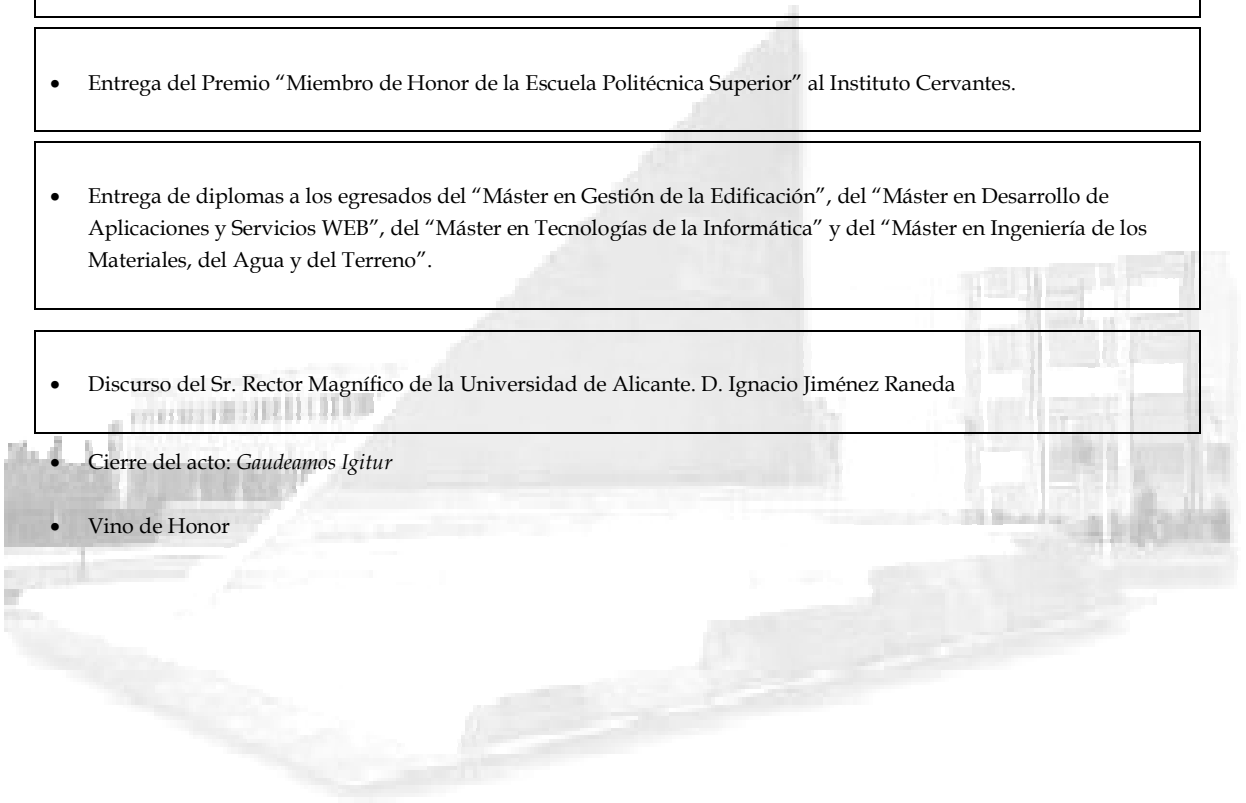 • Entrega del Premio “Miembro de Honor de la Escuela Politécnica Superior” al Instituto Cervantes.
• Entrega de diplomas a los egresados del “Máster en Gestión de la Edificación”, del “Máster en Desarrollo de
Aplicaciones y Servicios WEB”, del “Máster en Tecnologías de la Informática” y del “Máster en Ingeniería de los
Materiales, del Agua y del Terreno”.
• Discurso del Sr. Rector Magnífico de la Universidad de Alicante. D. Ignacio Jiménez Raneda
• Cierre del acto: Gaudeamos Igitur
• Vino de Honor